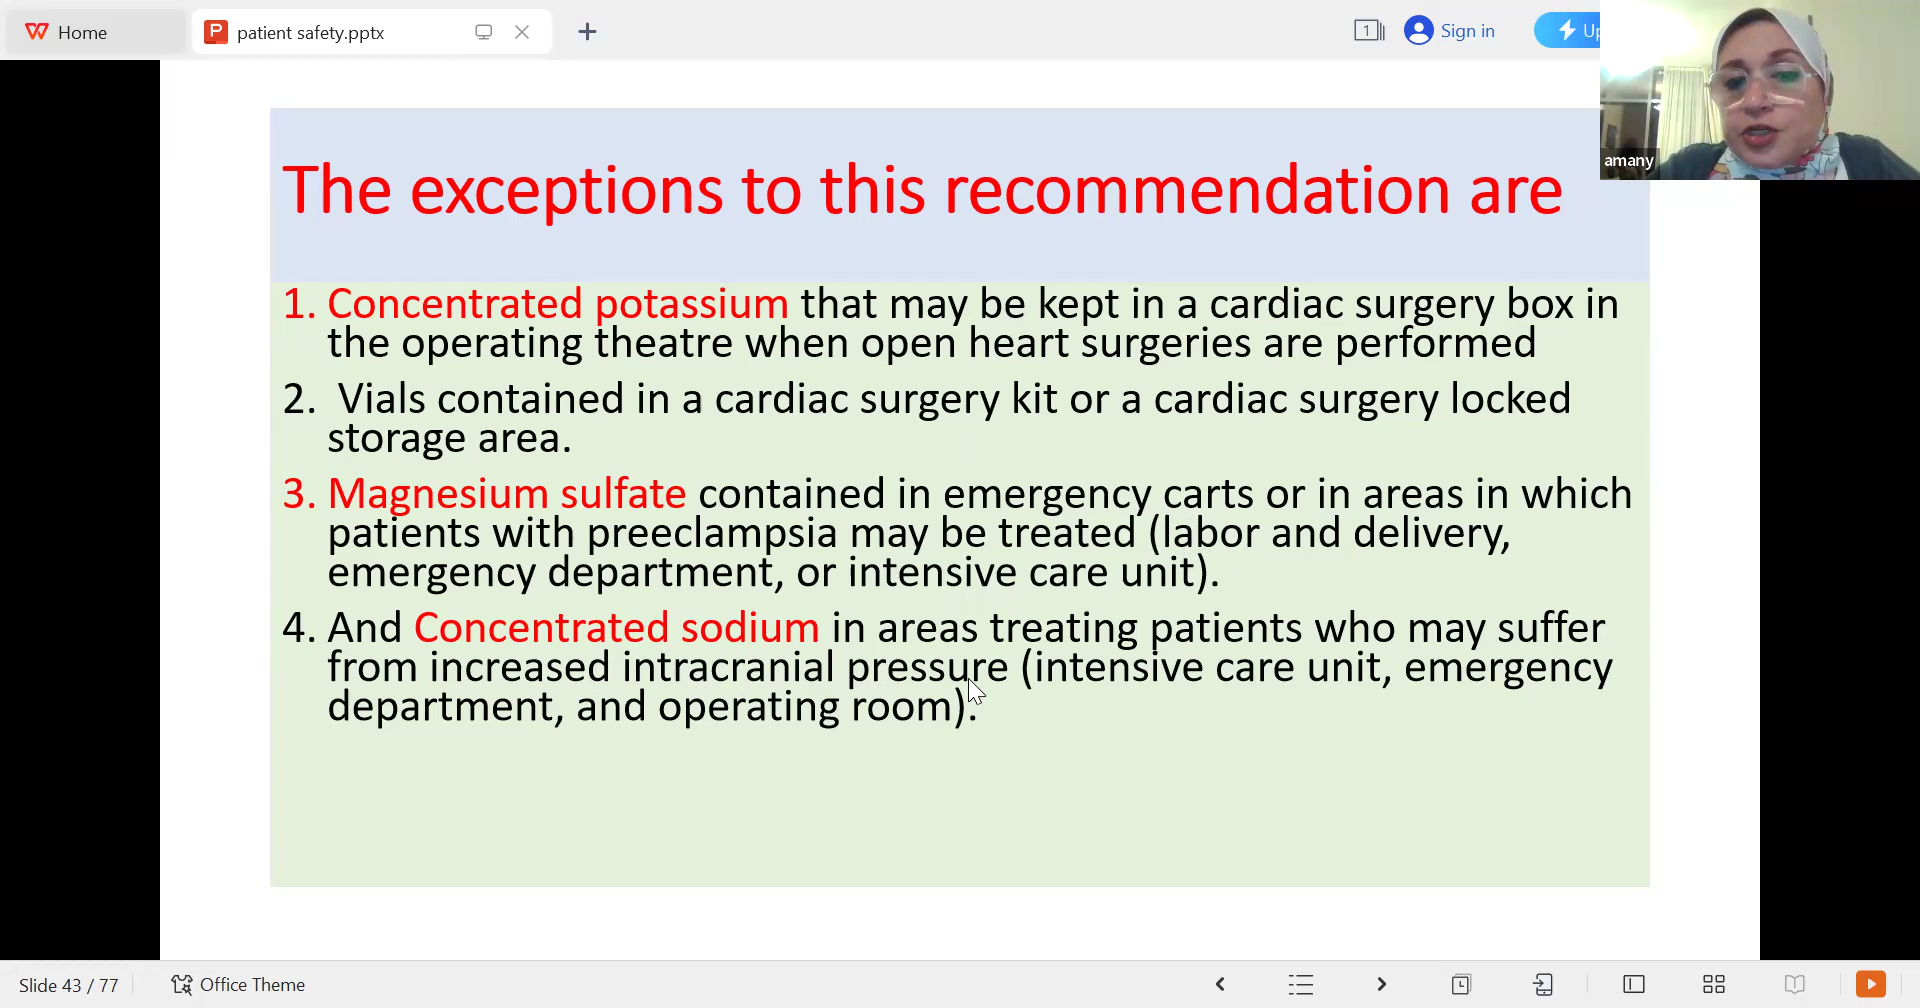 Home
patient safety.pptx
1
Sign in
Up
amany
The exceptions to this recommendation are
1. Concentrated potassium that may be kept in a cardiac surgery box in
the operating theatre when open heart surgeries are performed
2. Vials contained in a cardiac surgery kit or a cardiac surgery locked
storage area.
3. Magnesium sulfate contained in emergency carts or in areas in which
patients with preeclampsia may be treated (labor and delivery,
emergency department, or intensive care unit).
4. And Concentrated sodium in areas treating patients who may suffer
from increased intracranial pressure (intensive care unit, emergency
department, and operating room).
Slide 43 / 77
Office Theme